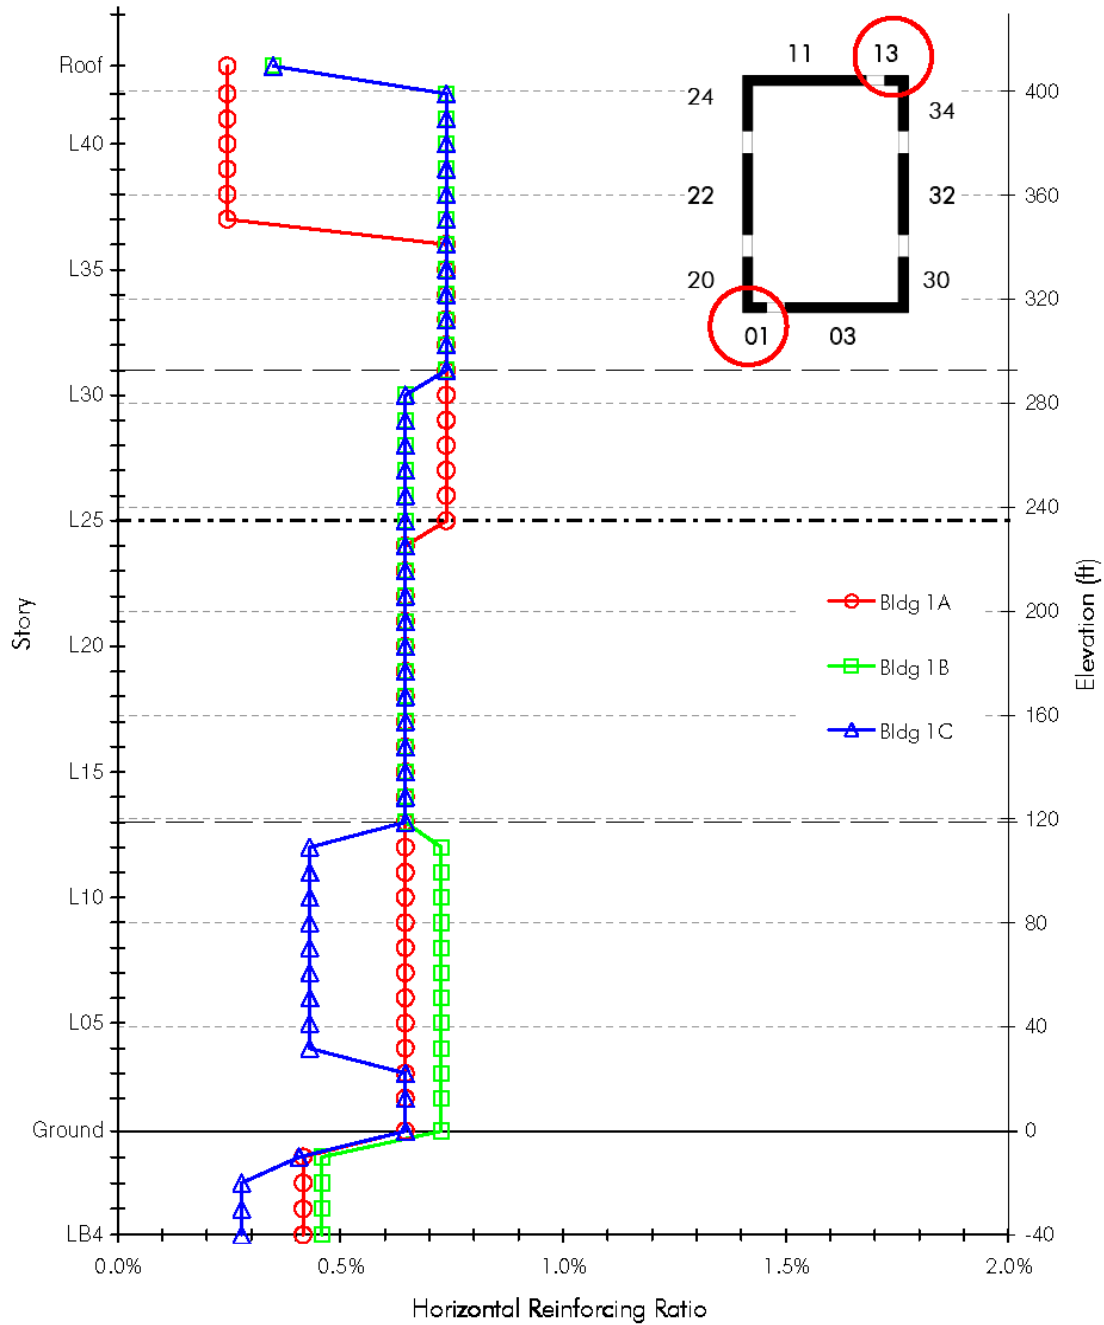 Roof
L40
L35
L30
L25
L20
L15
L10
L05
Ground
LB4
Story
400
360
320
280
240
200
160
120
80
40
0
-40
Elevation (ft)
0.0%
0.5%
1.0%
1.5%
2.0%
Horizontal Reinforcing Ratio
11
13
24
34
22
32
20
30
01
03
Bldg 1A
Bldg 1B
Bldg 1C